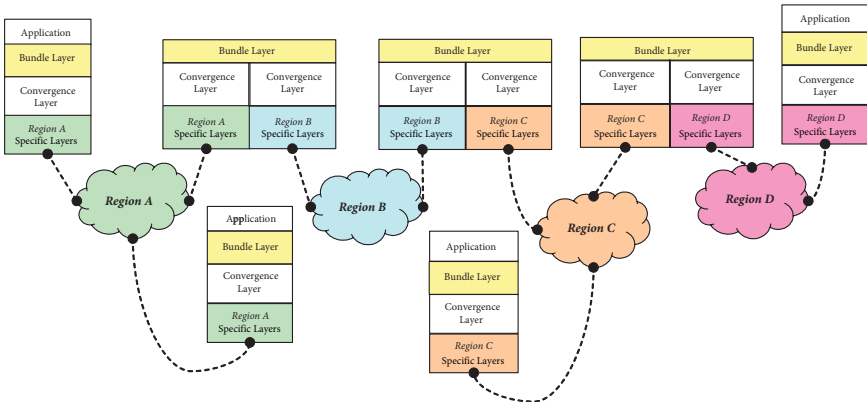 Application
Bundle Layer
Convergence
Layer
Region A
Specific Layers
Bundle Layer
Convergence
Layer
Convergence
Layer
Region A
Specific Layers
Region B
Specific Layers
Bundle Layer
Convergence
Layer
Convergence
Layer
Region B
Specific Layers
Region C
Specific Layers
Bundle Layer
Convergence
Layer
Convergence
Layer
Region C
Specific Layers
Region D
Specific Layers
Application
Bundle Layer
Convergence
Layer
Region D
Specific Layers
Region A
Region B
Region C
Region D
Application
Bundle Layer
Convergence
Layer
Region A
Specific Layers
Application
Bundle Layer
Convergence
Layer
Region C
Specific Layers